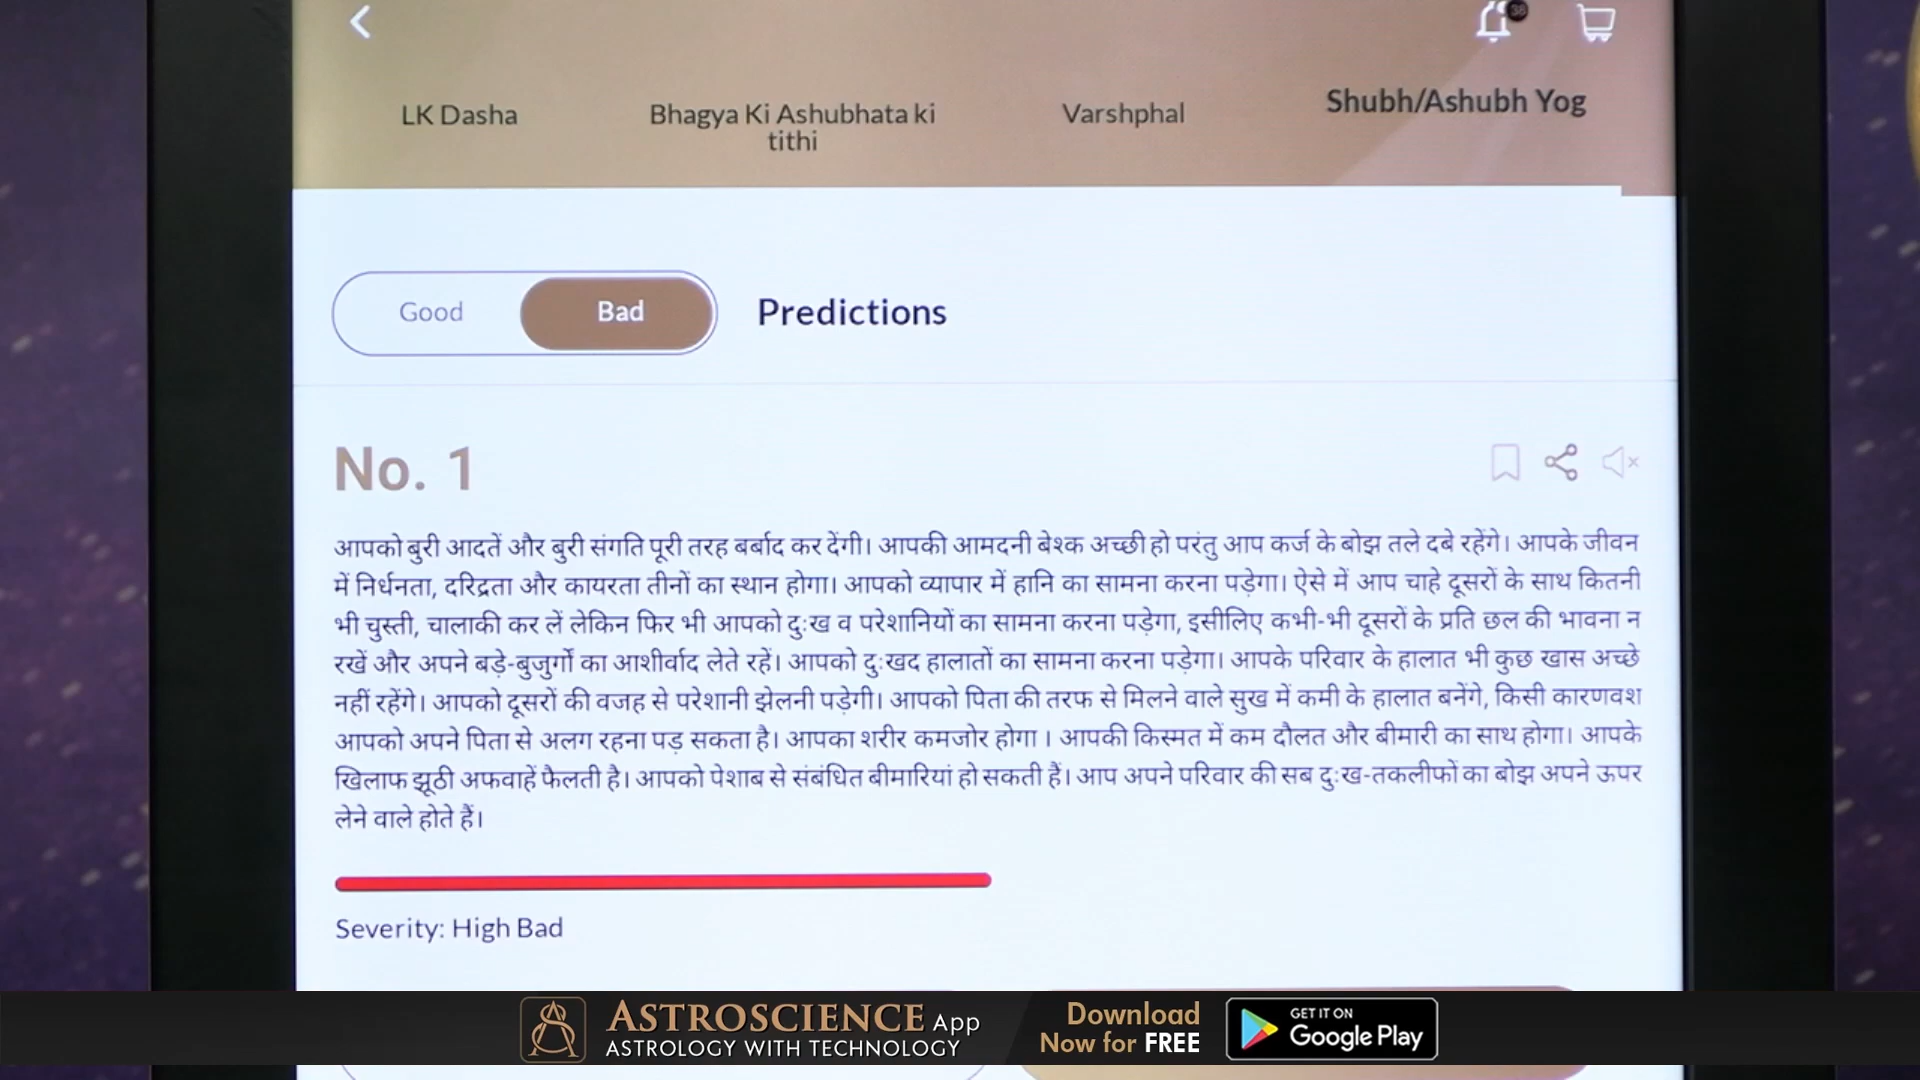 38
LK Dasha
Bhagya Ki Ashubhata ki
tithi
Varshphal
Shubh/Ashubh Yog
Good
Bad
Predictions
No. 1
आपको बुरी आदतें और बुरी संगति पूरी तरह बर्बाद कर देंगी। आपकी आमदनी बेश्क अच्छी हो परंतु आप कर्ज के बोझ तले दबे रहेंगे। आपके जीवन
में निर्धनता, दरिद्रता और कायरता तीनों का स्थान होगा। आपको व्यापार में हानि का सामना करना पड़ेगा। ऐसे में आप चाहे दूसरों के साथ कितनी
भी चुस्ती, चालाकी कर लें लेकिन फिर भी आपको दुःख व परेशानियों का सामना करना पड़ेगा, इसीलिए कभी-भी दूसरों के प्रति छल की भावना न
रखें और अपने बड़े-बुजुर्गों का आशीर्वाद लेते रहें। आपको दुःखद हालातों का सामना करना पड़ेगा। आपके परिवार के हालात भी कुछ खास अच्छे
नहीं रहेंगे। आपको दूसरों की वजह से परेशानी झेलनी पड़ेगी। आपको पिता की तरफ से मिलने वाले सुख में कमी के हालात बनेंगे, किसी कारणवश
आपको अपने पिता से अलग रहना पड़ सकता है। आपका शरीर कमजोर होगा । आपकी किस्मत में कम दौलत और बीमारी का साथ होगा। आपके
खिलाफ झूठी अफवाहें फैलती है। आपको पेशाब से संबंधित बीमारियां हो सकती हैं। आप अपने परिवार की सब दुःख-तकलीफों का बोझ अपने ऊपर
लेने वाले होते हैं।
Severity: High Bad
ASTROSCIENCE App
ASTROLOGY WITH TECHNOLOGY
Download
Now for FREE
GET IT ON
Google Play